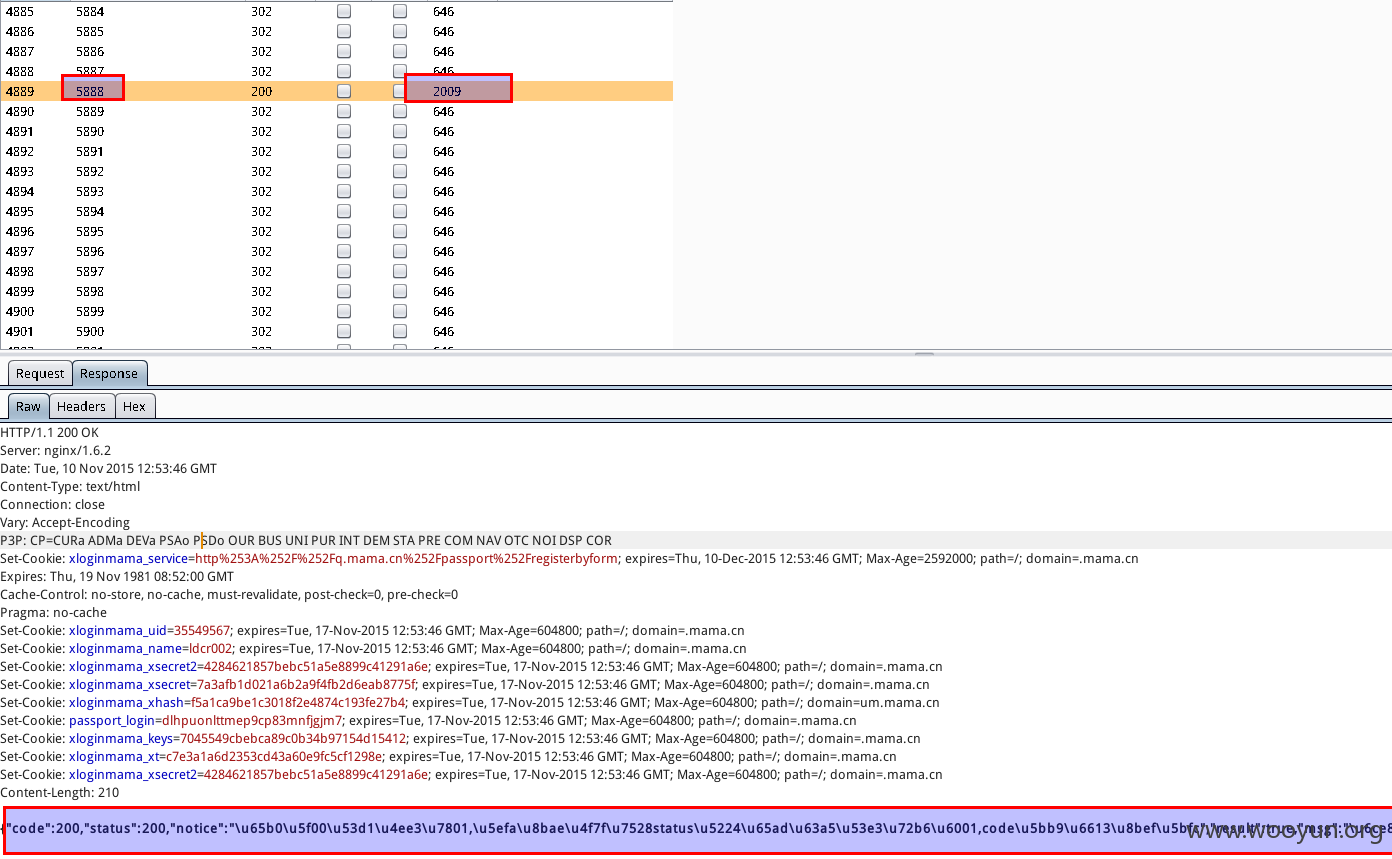 4885 5884 302 646
4886 5885 302 646
4887 5886 302 646
4888 5887 302 646
4889 5888 200 2009
4890 5889 302 646
4891 5890 302 646
4892 5891 302 646
4893 5892 302 646
4894 5893 302 646
4895 5894 302 646
4896 5895 302 646
4897 5896 302 646
4898 5897 302 646
4899 5898 302 646
4900 5899 302 646
4901 5900 302 646
Request Response
Raw Headers Hex
HTTP/1.1 200 OK
Server: nginx/1.6.2
Date: Tue, 10 Nov 2015 12:53:46 GMT
Content-Type: text/html
Connection: close
Vary: Accept-Encoding
P3P: CP=CURa ADMa DEVa PSAo PSDo OUR BUS UNI PUR INT DEM STA PRE COM NAV OTC NOI DSP COR
Set-Cookie: xloginmama_service=http%253A%252F%252Fq.mama.cn%252Fpassport%252Fregisterbyform; expires=Thu, 10-Dec-2015 12:53:46 GMT; Max-Age=2592000; path=/; domain=.mama.cn
Expires: Thu, 19 Nov 1981 08:52:00 GMT
Cache-Control: no-store, no-cache, must-revalidate, post-check=0, pre-check=0
Pragma: no-cache
Set-Cookie: xloginmama_uid=35549567; expires=Tue, 17-Nov-2015 12:53:46 GMT; Max-Age=604800; path=/; domain=.mama.cn
Set-Cookie: xloginmama_name=ldcr002; expires=Tue, 17-Nov-2015 12:53:46 GMT; Max-Age=604800; path=/; domain=.mama.cn
Set-Cookie: xloginmama_xsecret2=4284621857bebc51a5e8899c41291a6e; expires=Tue, 17-Nov-2015 12:53:46 GMT; Max-Age=604800; path=/; domain=.mama.cn
Set-Cookie: xloginmama_xsecret=7a3afb1d021a6b2a9f4fb2d6eab8775f; expires=Tue, 17-Nov-2015 12:53:46 GMT; Max-Age=604800; path=/; domain=.mama.cn
Set-Cookie: xloginmama_xhash=f5a1ca9be1c3018f2e4874c193fe27b4; expires=Tue, 17-Nov-2015 12:53:46 GMT; Max-Age=604800; path=/; domain=um.mama.cn
Set-Cookie: passport_login=dlhpuonlttmep9cp83mnfjgjm7; expires=Tue, 17-Nov-2015 12:53:46 GMT; Max-Age=604800; path=/; domain=.mama.cn
Set-Cookie: xloginmama_keys=7045549cbebca89c0b34b97154d15412; expires=Tue, 17-Nov-2015 12:53:46 GMT; Max-Age=604800; path=/; domain=.mama.cn
Set-Cookie: xloginmama_xt=c7e3a1a6d2353cd43a60e9fc5cf1298e; expires=Tue, 17-Nov-2015 12:53:46 GMT; Max-Age=604800; path=/; domain=.mama.cn
Set-Cookie: xloginmama_xsecret2=4284621857bebc51a5e8899c41291a6e; expires=Tue, 17-Nov-2015 12:53:46 GMT; Max-Age=604800; path=/; domain=.mama.cn
Content-Length: 210
{"code":200,"status":200,"notice":"\u65b0\u5f00\u53d1\u4ee3\u7801,\u5efa\u8bae\u4f7f\u7528status\u5224\u65ad\u63a5\u53e3\u72b6\u6001,code\u5bb9\u6613\u8bef\u5bfc","result":true,"msg":"\u6ce8
www.wooyun.org